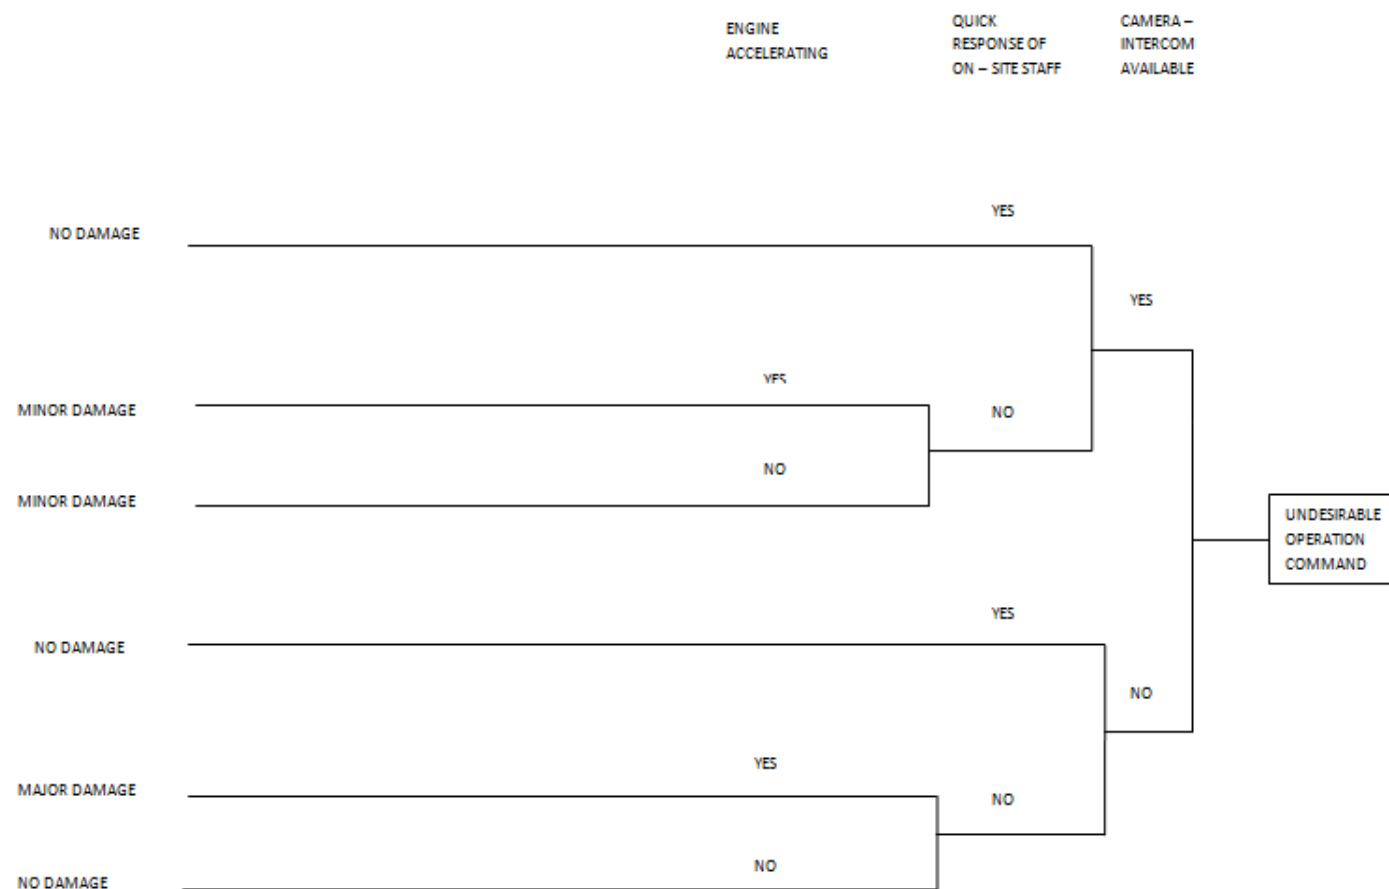 ENGINE
ACCELERATING
QUICK
RESPONSE OF
ON – SITE STAFF
CAMERA –
INTERCOM
AVAILABLE
YES
NO DAMAGE
YES
YES
MINOR DAMAGE
NO
NO
MINOR DAMAGE
UNDESIRABLE
OPERATION
COMMAND
YES
NO DAMAGE
NO
YES
MAJOR DAMAGE
NO
NO
NO DAMAGE